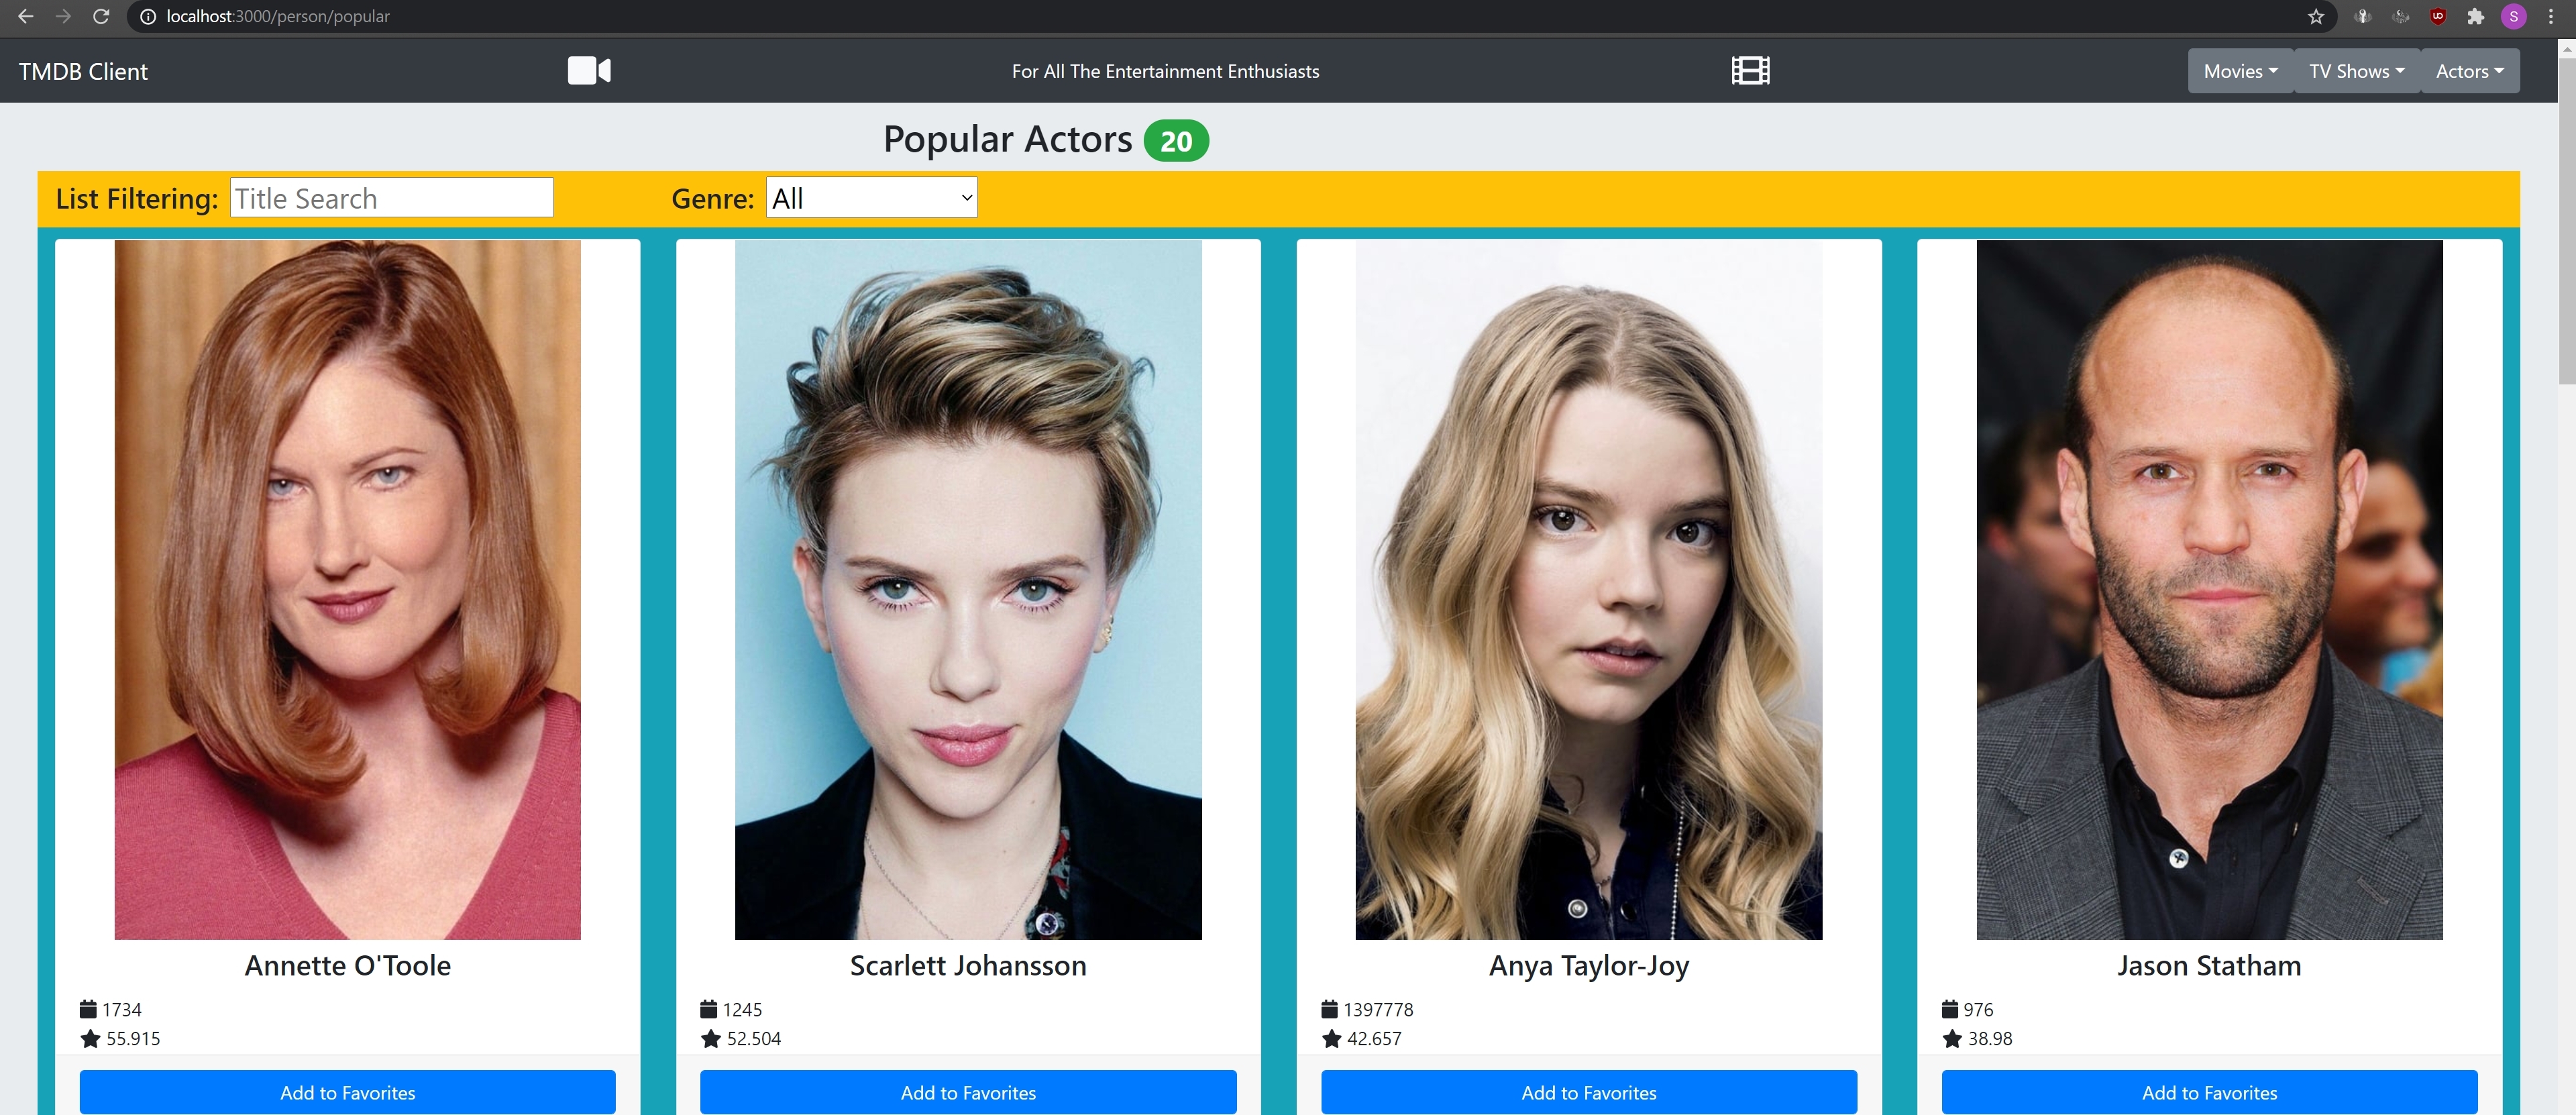 localhost:3000/person/popular
S
TMDB Client
For All The Entertainment Enthusiasts
Movies TV Shows Actors
Popular Actors 20
List Filtering: Title Search Genre: All
Annette O'Toole
1734
55.915
Add to Favorites
Scarlett Johansson
1245
52.504
Add to Favorites
Anya Taylor-Joy
1397778
42.657
Add to Favorites
Jason Statham
976
38.98
Add to Favorites